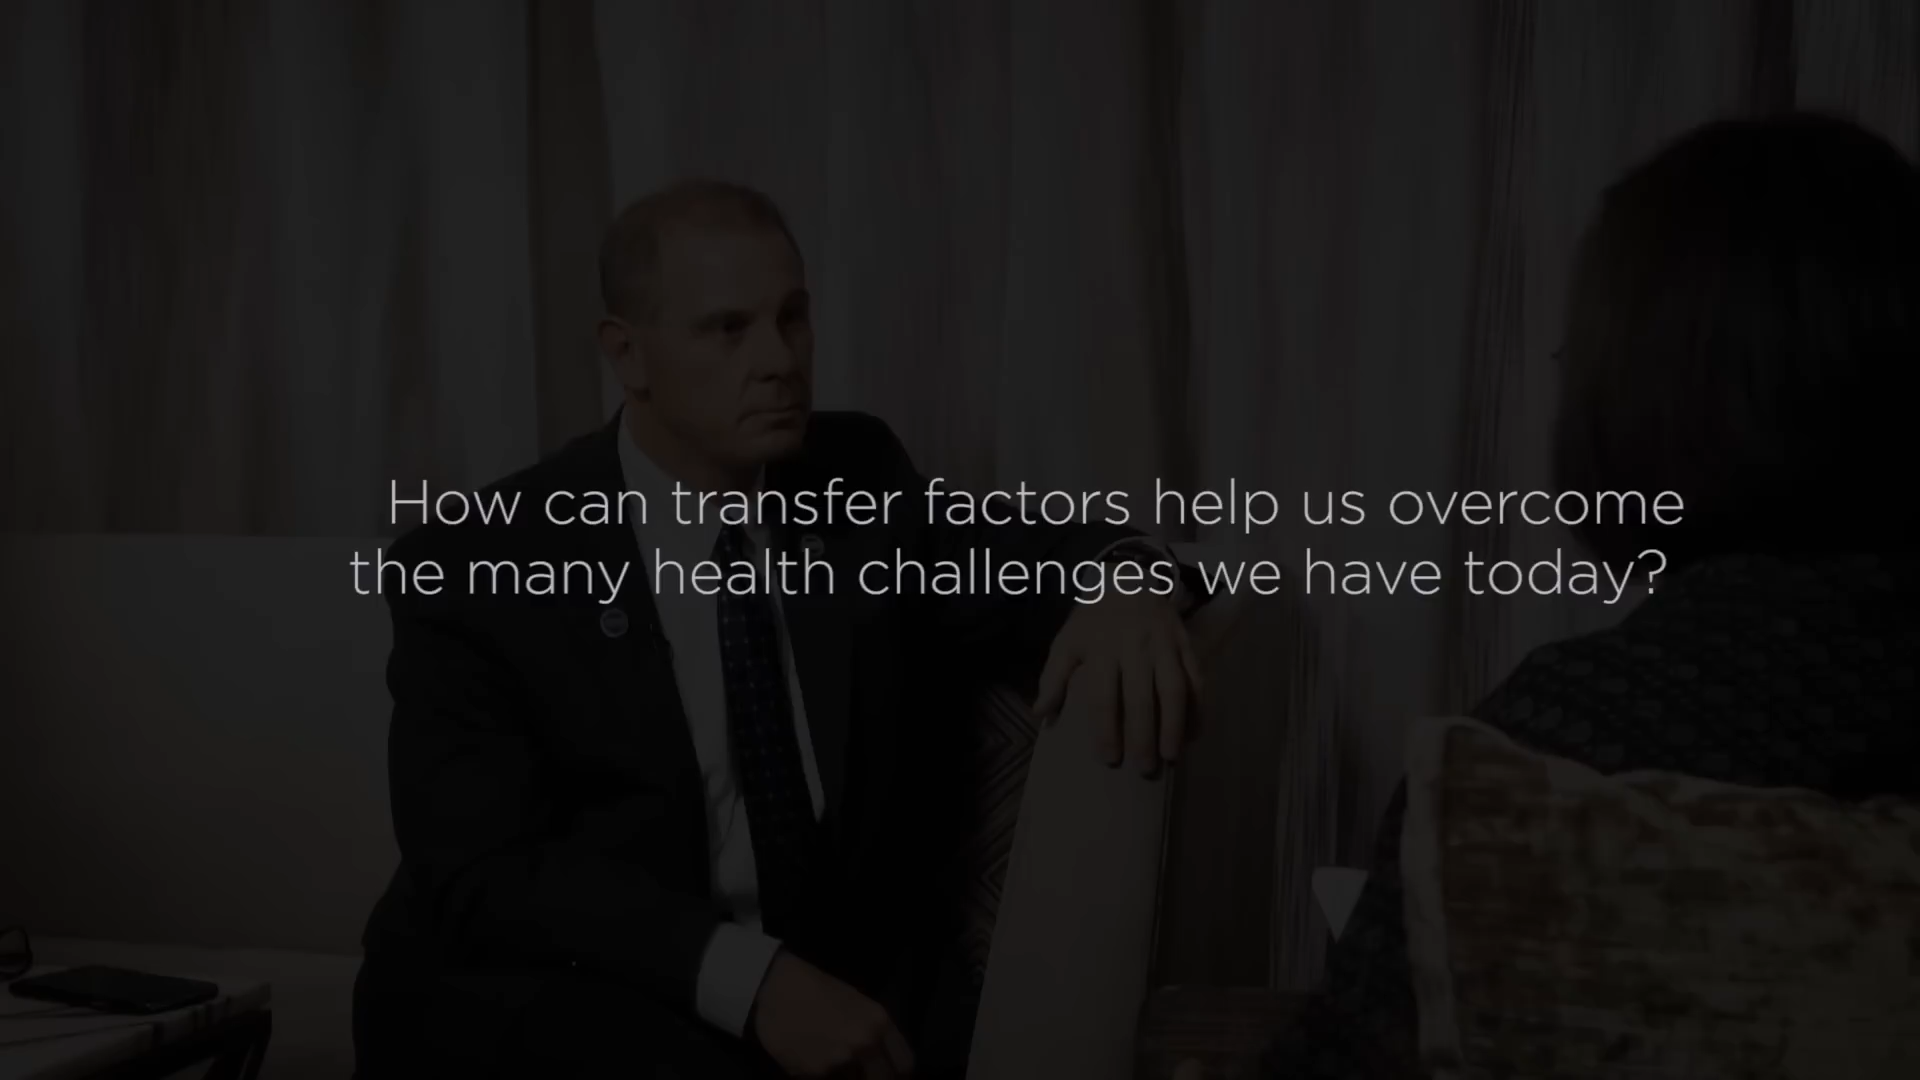 How can transfer factors help us overcome
the many health challenges we have today?